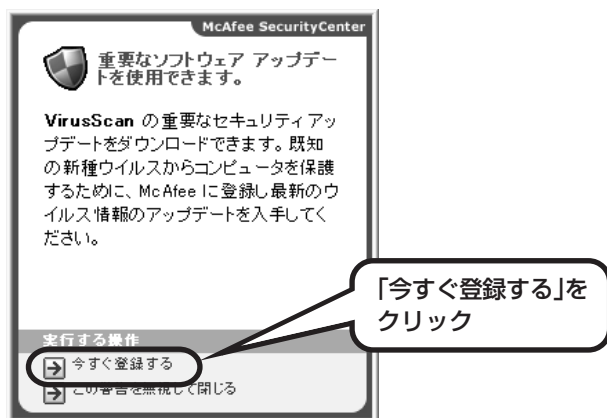 McAfee SecurityCenter
重要なソフトウェア アップデー
トを使用できます。
VirusScan の重要なセキュリティアッ
プデートをダウンロードできます。既知
の新種ウイルスからコンピュータを保護
するために、McAfee に登録し最新のウ
イルス情報のアップデートを入手してく
ださい。
「今すぐ登録する」を
クリック
実行する操作
今すぐ登録する
この警告を無視して閉じる